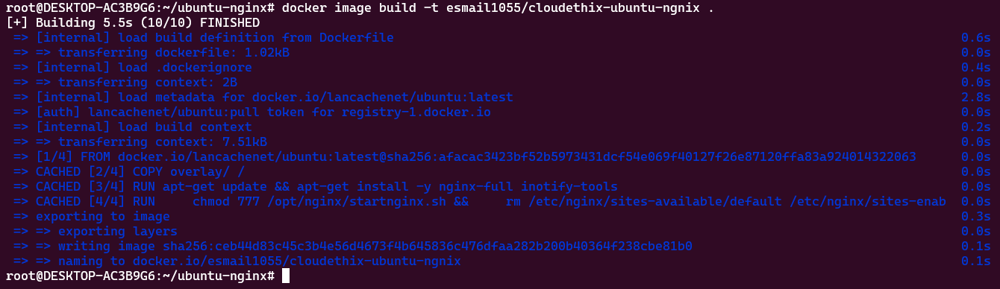 root@DESKTOP-AC3B9G6:~/ubuntu-nginx# docker image build -t esmail1055/cloudethix-ubuntu-ngnix .
[+] Building 5.5s (10/10) FINISHED
=> [internal] load build definition from Dockerfile 0.6s
=> => transferring dockerfile: 1.02kB 0.0s
=> [internal] load .dockerignore 0.4s
=> => transferring context: 2B 0.0s
=> [internal] load metadata for docker.io/lancachenet/ubuntu:latest 2.8s
=> [auth] lancachenet/ubuntu:pull token for registry-1.docker.io 0.0s
=> [internal] load build context 0.2s
=> => transferring context: 7.51kB 0.0s
=> [1/4] FROM docker.io/lancachenet/ubuntu:latest@sha256:afacac3423bf52b5973431dcf54e069f40127f26e87120ffa83a924014322063 0.0s
=> CACHED [2/4] COPY overlay/ / 0.0s
=> CACHED [3/4] RUN apt-get update && apt-get install -y nginx-full inotify-tools 0.0s
=> CACHED [4/4] RUN     chmod 777 /opt/nginx/startnginx.sh &&     rm /etc/nginx/sites-available/default /etc/nginx/sites-enab 0.0s
=> exporting to image 0.3s
=> => exporting layers 0.0s
=> => writing image sha256:ceb44d83c45c3b4e56d4673f4b645836c476dfaa282b200b40364f238cbe81b0 0.1s
=> => naming to docker.io/esmail1055/cloudethix-ubuntu-ngnix 0.1s
root@DESKTOP-AC3B9G6:~/ubuntu-nginx#